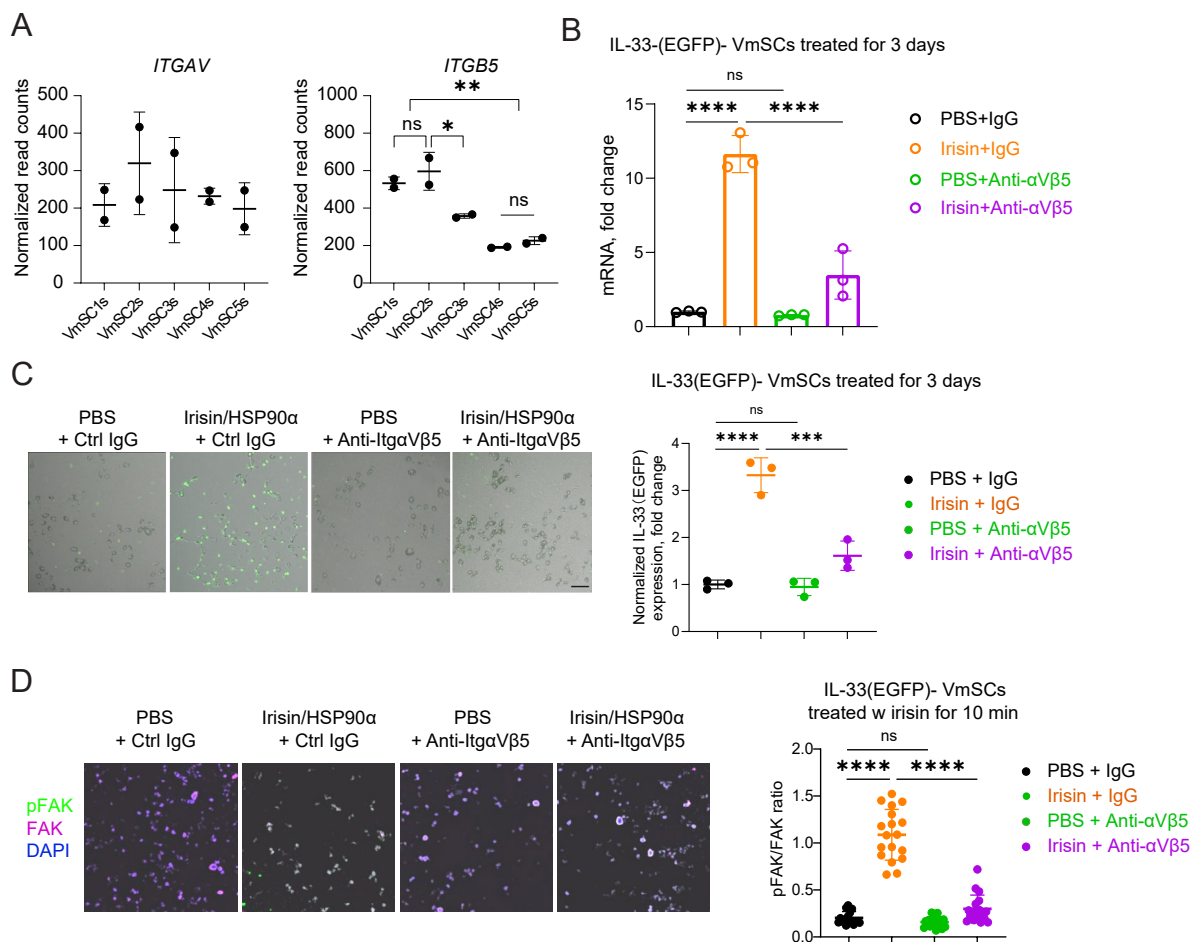 A
ITGAV
Normalized read counts
500
400
300
200
100
0
VmSC1s
VmSC2s
VmSC3s
VmSC4s
VmSC5s
ITGB5
Normalized read counts
1000
800
600
400
200
0
**
ns
*
ns
VmSC1s
VmSC2s
VmSC3s
VmSC4s
VmSC5s
B
IL-33-(EGFP)- VmSCs treated for 3 days
mRNA, fold change
15
10
5
0
ns
****
****
PBS+IgG
Irisin+IgG
PBS+Anti-αVβ5
Irisin+Anti-αVβ5
C
PBS
+ Ctrl IgG
Irisin/HSP90α
+ Ctrl IgG
PBS
+ Anti-ItgαVβ5
Irisin/HSP90α
+ Anti-ItgαVβ5
IL-33(EGFP)- VmSCs treated for 3 days
Normalized IL-33(EGFP)
expression, fold change
4
3
2
1
0
ns
****
***
PBS + IgG
Irisin + IgG
PBS + Anti-αVβ5
Irisin + Anti-αVβ5
D
PBS
+ Ctrl IgG
Irisin/HSP90α
+ Ctrl IgG
PBS
+ Anti-ItgαVβ5
Irisin/HSP90α
+ Anti-ItgαVβ5
pFAK
FAK
DAPI
IL-33(EGFP)- VmSCs
treated w irisin for 10 min
pFAK/FAK ratio
2.0
1.5
1.0
0.5
0.0
ns
****
****
PBS + IgG
Irisin + IgG
PBS + Anti-αVβ5
Irisin + Anti-αVβ5